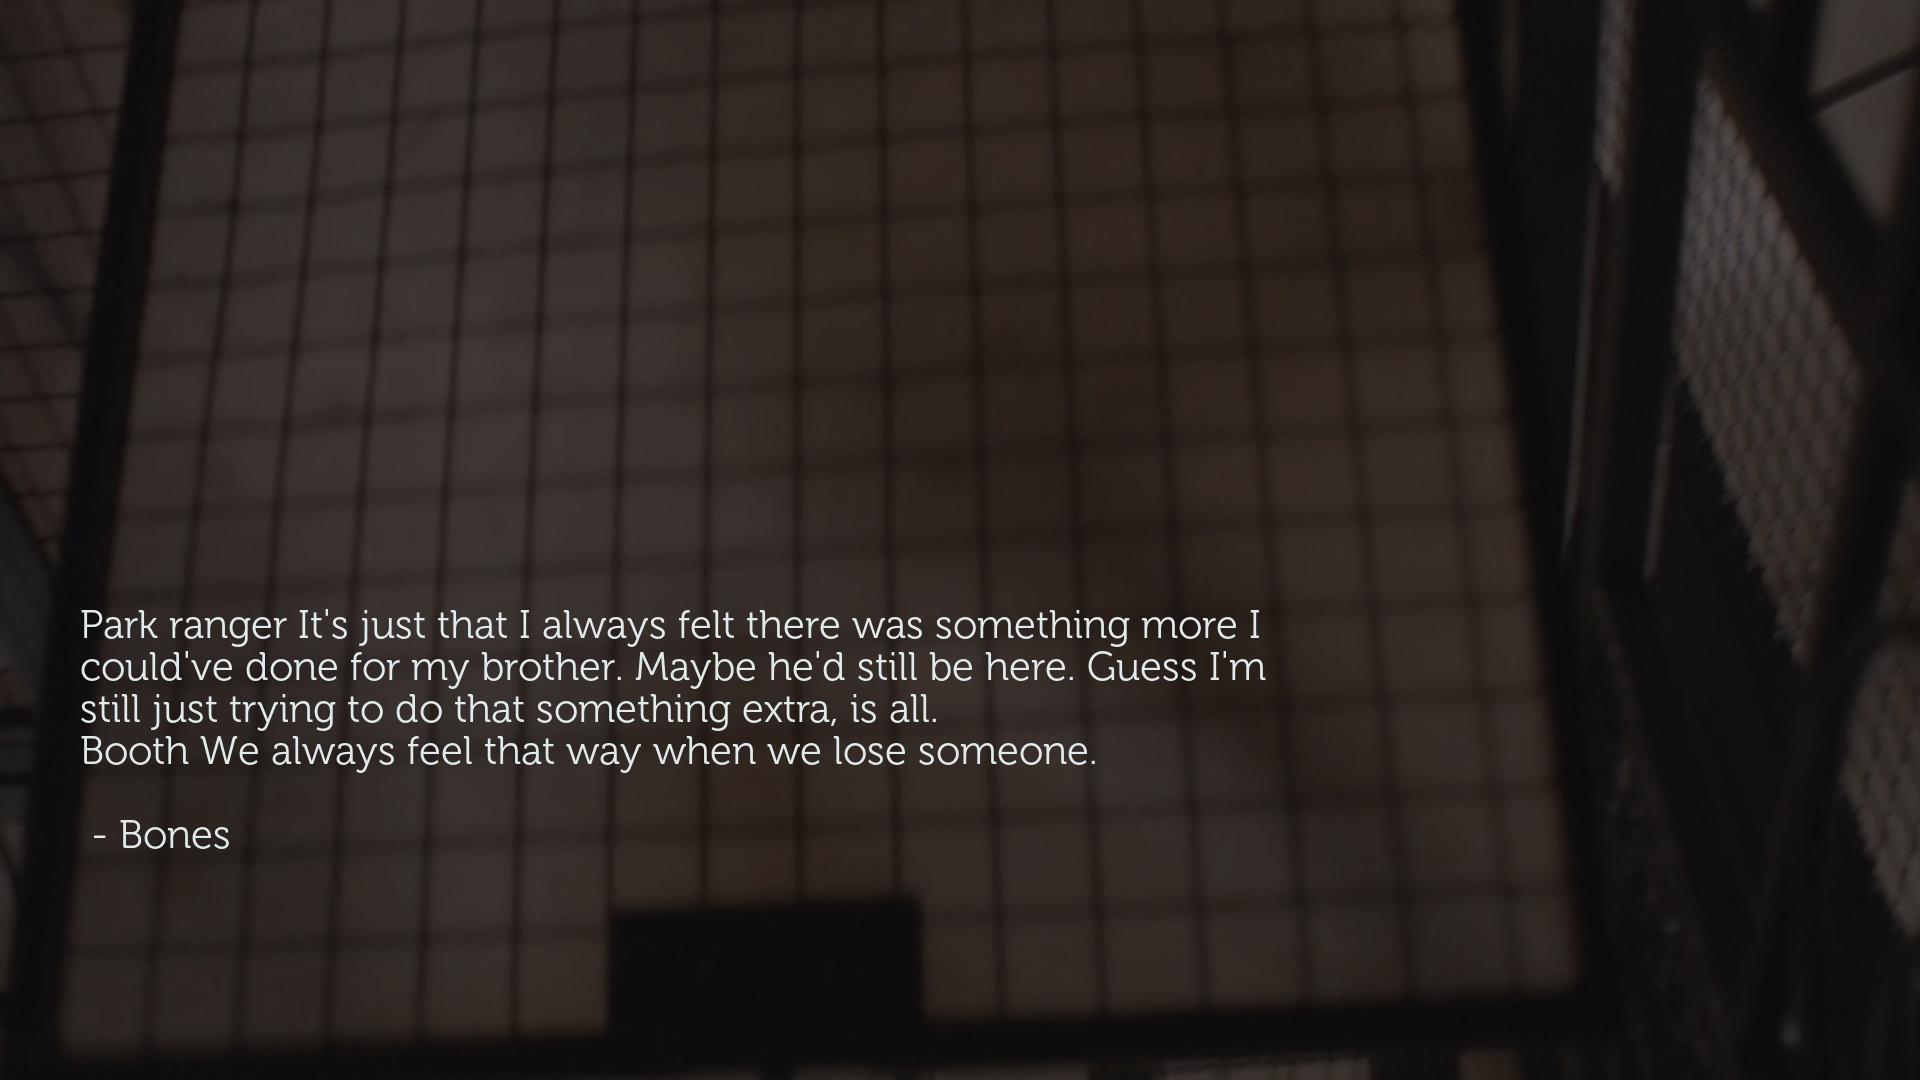 Park ranger It's just that I always felt there was something more I
could've done for my brother. Maybe he'd still be here. Guess I'm
still just trying to do that something extra, is all.
Booth We always feel that way when we lose someone.
- Bones